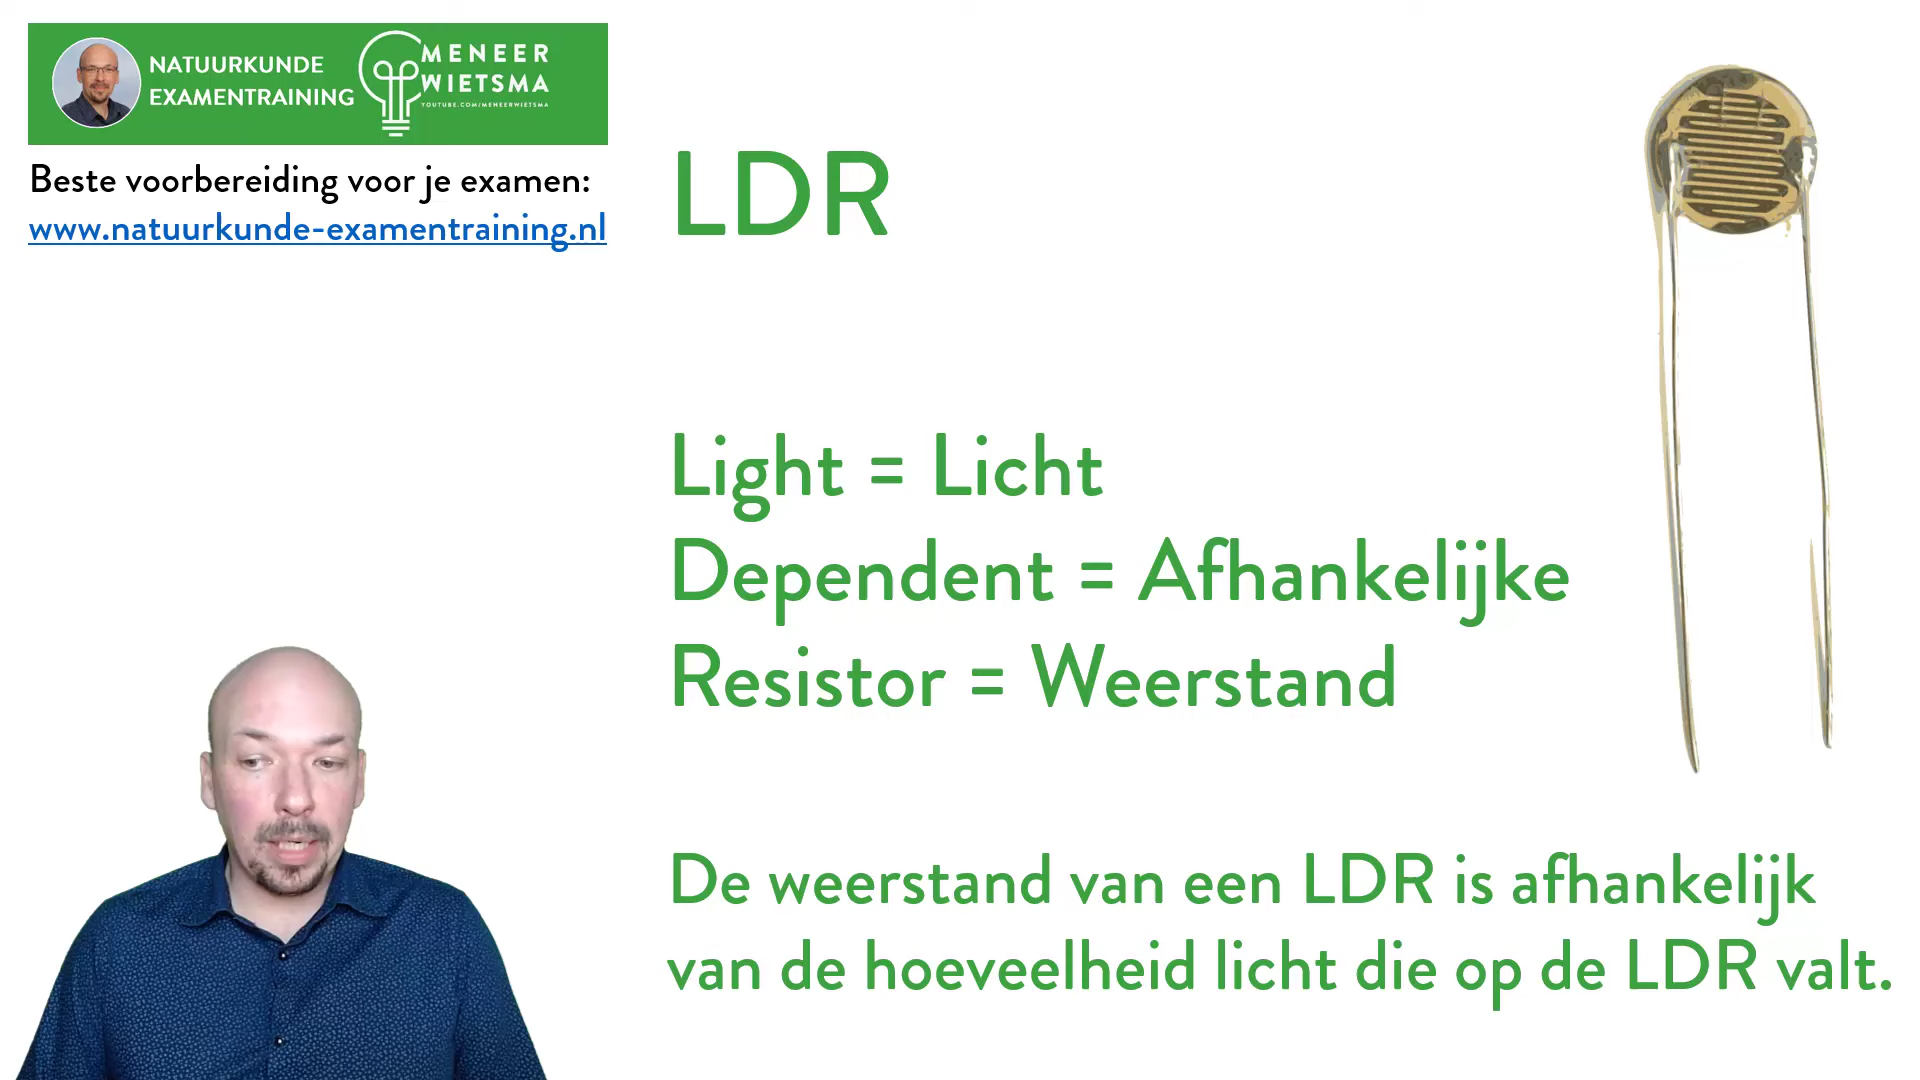 NATUURKUNDE
EXAMENTRAINING
MENEER
WIETSMA
YOUTUBE.COM/MENEERWIETSMA
Beste voorbereiding voor je examen:
www.natuurkunde-examentraining.nl
LDR
Light = Licht
Dependent = Afhankelijke
Resistor = Weerstand
De weerstand van een LDR is afhankelijk
van de hoeveelheid licht die op de LDR valt.